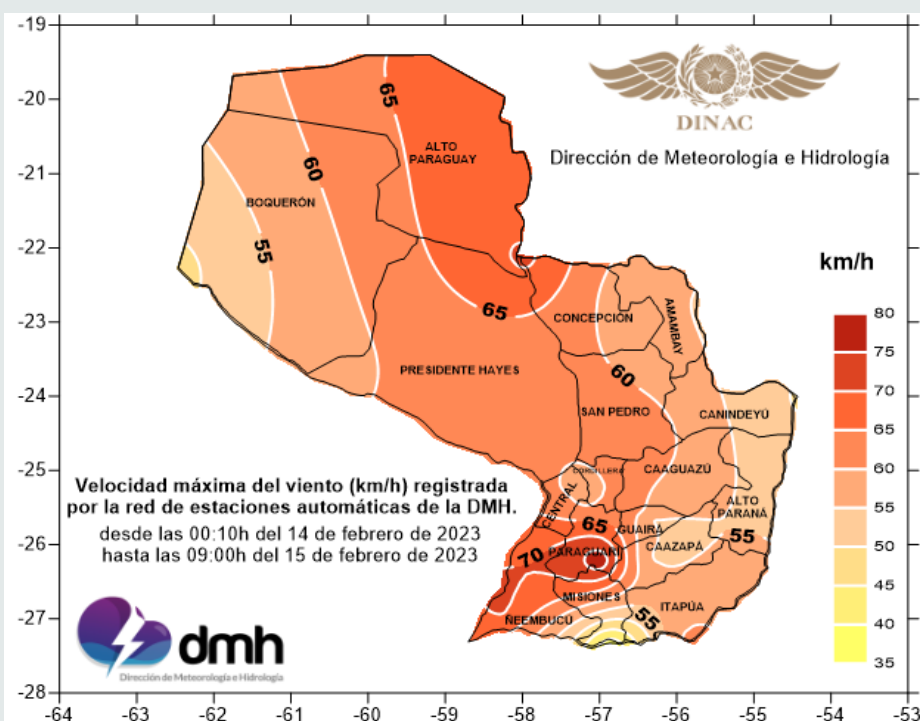 -19
-20
-21
-22
-23
-24
-25
-26
-27
-28
-64
-63
-62
-61
-60
-59
-58
-57
-56
-55
-54
-53
DINAC
Dirección de Meteorología e Hidrología
km/h
80
75
70
65
60
55
50
45
40
35
65
60
55
65
60
65
70
55
55
ALTO
PARAGUAY
BOQUERÓN
CONCEPCIÓN
AMAMBAY
PRESIDENTE HAYES
SAN PEDRO
CANINDEYÚ
CORDILLERA
CAAGUAZÚ
CENTRAL
ALTO
PARANÁ
GUAIRÁ
CAAZAPÁ
PARAGUARÍ
MISIONES
ÑEEMBUCÚ
ITAPÚA
Velocidad máxima del viento (km/h) registrada
por la red de estaciones automáticas de la DMH.
desde las 00:10h del 14 de febrero de 2023
hasta las 09:00h del 15 de febrero de 2023
dmh
Dirección de Meteorología e Hidrología